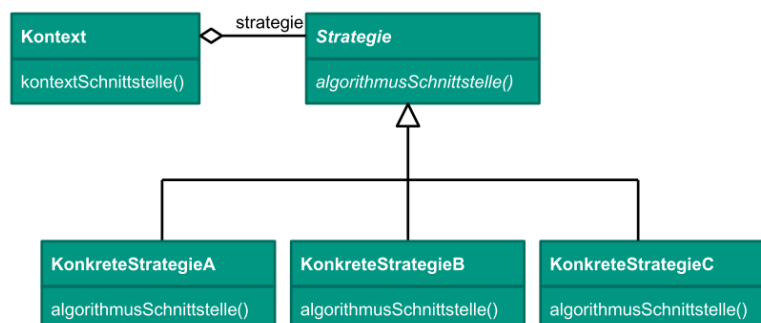 Kontext
strategie
Strategie
kontextSchnittstelle()
algorithmusSchnittstelle()
KonkreteStrategieA
KonkreteStrategieB
KonkreteStrategieC
algorithmusSchnittstelle()
algorithmusSchnittstelle()
algorithmusSchnittstelle()